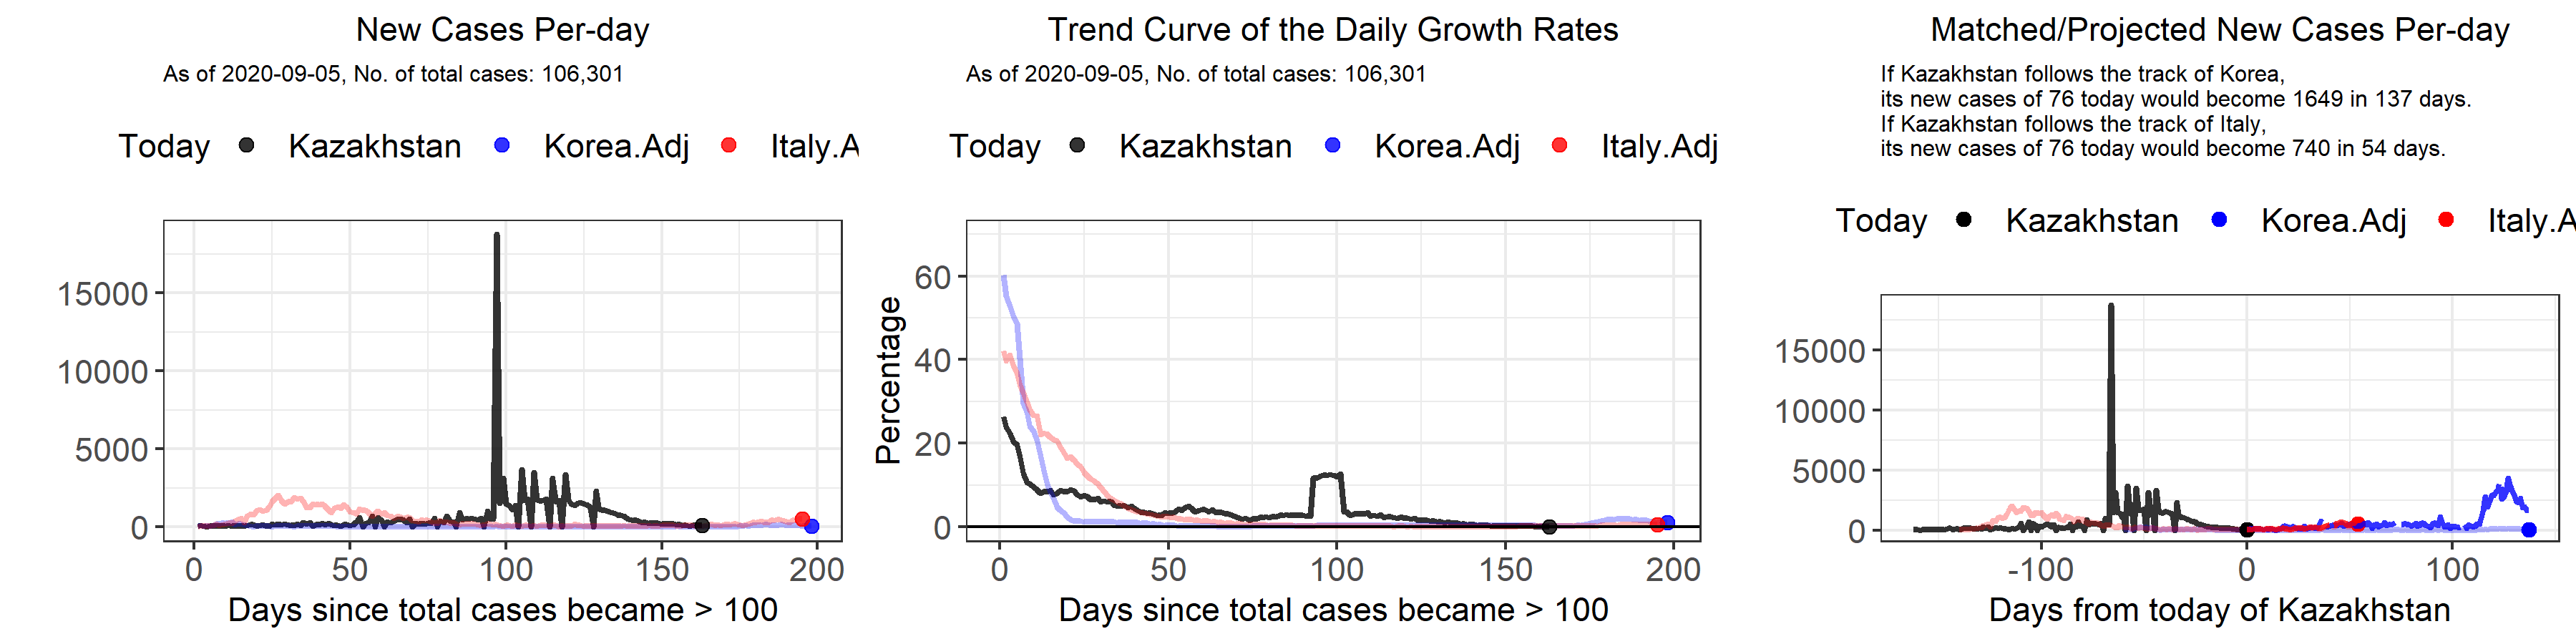 New Cases Per-day
As of 2020-09-05, No. of total cases: 106,301
Today Kazakhstan Korea.Adj Italy.A
15000
10000
5000
0
0 50 100 150 200
Days since total cases became > 100
Trend Curve of the Daily Growth Rates
As of 2020-09-05, No. of total cases: 106,301
Today Kazakhstan Korea.Adj Italy.Adj
Percentage
60
40
20
0
0 50 100 150 200
Days since total cases became > 100
Matched/Projected New Cases Per-day
If Kazakhstan follows the track of Korea,
its new cases of 76 today would become 1649 in 137 days.
If Kazakhstan follows the track of Italy,
its new cases of 76 today would become 740 in 54 days.
Today Kazakhstan Korea.Adj Italy.A
15000
10000
5000
0
-100 0 100
Days from today of Kazakhstan